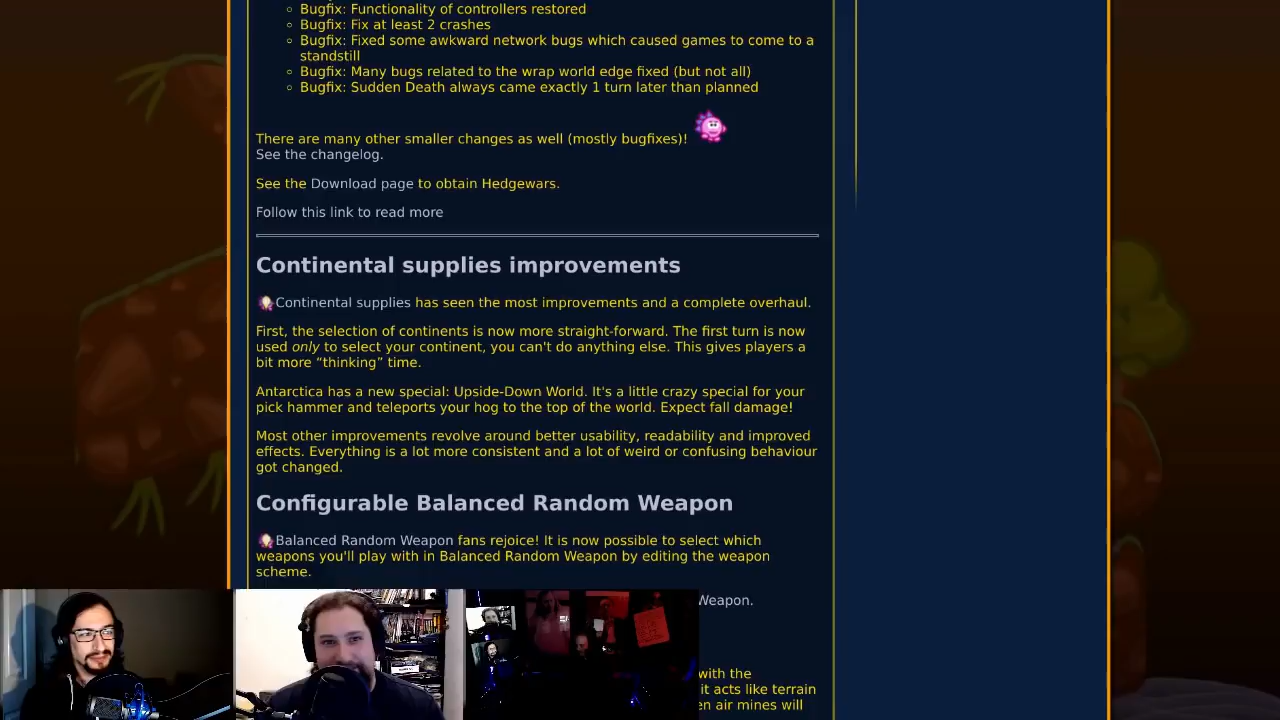 Bugfix: Functionality of controllers restored
Bugfix: Fix at least 2 crashes
Bugfix: Fixed some awkward network bugs which caused games to come to a
standstill
Bugfix: Many bugs related to the wrap world edge fixed (but not all)
Bugfix: Sudden Death always came exactly 1 turn later than planned
There are many other smaller changes as well (mostly bugfixes)!
See the changelog.
See the Download page to obtain Hedgewars.
Follow this link to read more
Continental supplies improvements
Continental supplies has seen the most improvements and a complete overhaul.
First, the selection of continents is now more straight-forward. The first turn is now
used only to select your continent, you can't do anything else. This gives players a
bit more “thinking” time.
Antarctica has a new special: Upside-Down World. It's a little crazy special for your
pick hammer and teleports your hog to the top of the world. Expect fall damage!
Most other improvements revolve around better usability, readability and improved
effects. Everything is a lot more consistent and a lot of weird or confusing behaviour
got changed.
Configurable Balanced Random Weapon
Balanced Random Weapon fans rejoice! It is now possible to select which
weapons you'll play with in Balanced Random Weapon by editing the weapon
scheme.
Weapon.
with the
it acts like terrain
en air mines will